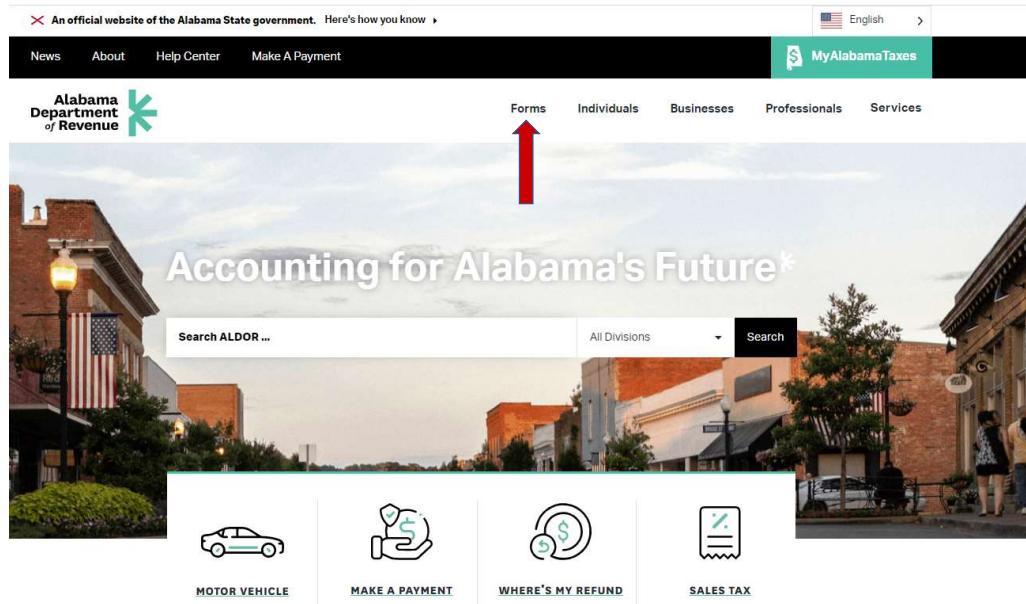 An official website of the Alabama State government. Here's how you know
English
News About Help Center Make A Payment
MyAlabamaTaxes
Alabama
Department
of Revenue
Forms Individuals Businesses Professionals Services
Accounting for Alabama's Future*
Search ALDOR ...
All Divisions
Search
MOTOR VEHICLE
MAKE A PAYMENT
WHERE'S MY REFUND
SALES TAX